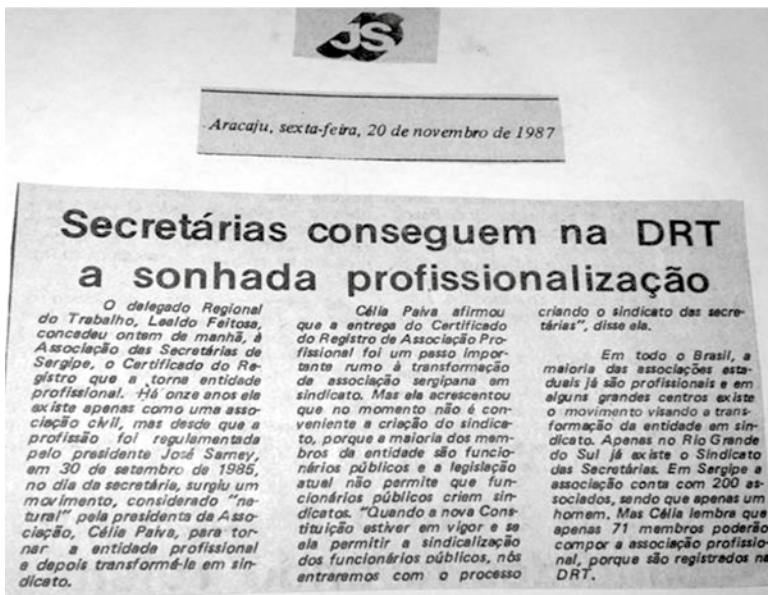 JS
Aracaju, sexta-feira, 20 de novembro de 1987
Secretárias conseguem na DRT
a sonhada profissionalização
O delegado Regional
do Trabalho, Lealdo Feitosa,
concedeu ontem de manhã, à
Associação das Secretárias de
Sergipe, o Certificado do Re-
gistro que a torna entidade
profissional. Há onze anos ela
existe apenas como uma asso-
ciação civil, mas desde que a
profissão foi regulamentada
pelo presidente José Sarney,
em 30 de setembro de 1985,
no dia da secretária, surgiu um
movimento, considerado "na-
tural" pela presidenta da Asso-
ciação, Célia Paiva, para tor-
nar a entidade profissional
e depois transformá-la em sin-
dicato.
Célia Paiva afirmou
que a entrega do Certificado
do Registro de Associação Pro-
fissional foi um passo impor-
tante rumo à transformação
da associação sergipana em
sindicato. Mas ela acrescentou
que no momento não é con-
veniente a criação do sindica-
to, porque a maioria dos mem-
bros da entidade são funcio-
nários públicos e a legislação
atual não permite que fun-
cionários públicos criem sin-
dicatos. "Quando a nova Cons-
tituição estiver em vigor e se
ela permitir a sindicalização
dos funcionários públicos, nós
entraremos com o processo
criando o sindicato das secre-
tárias", disse ela.
Em todo o Brasil, a
maioria das associações esta-
duais já são profissionais e em
alguns grandes centros existe
o movimento visando a trans-
formação da entidade em sin-
dicato. Apenas no Rio Grande
do Sul já existe o Sindicato
das Secretárias. Em Sergipe a
associação conta com 200 as-
sociados, sendo que apenas um
homem. Mas Célia lembra que
apenas 71 membros poderão
compor a associação profissio-
nal, porque são registrados na
DRT.